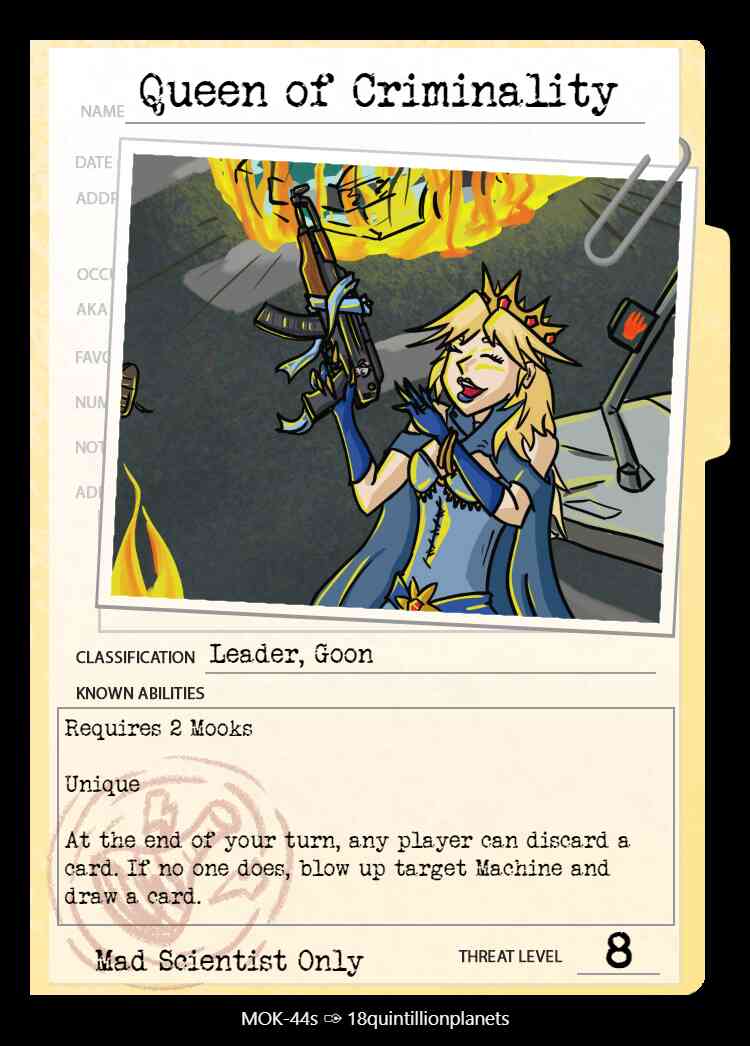 NAME Queen of Criminality
DATE
ADDR
OCCU
AKA
FAVO
NUM
NOT
CLASSIFICATION Leader, Goon
KNOWN ABILITIES
Requires 2 Mooks
Unique
At the end of your turn, any player can discard a
card. If no one does, blow up target Machine and
draw a card.
Mad Scientist Only THREAT LEVEL 8
MOK-44s ➩ 18quintillionplanets